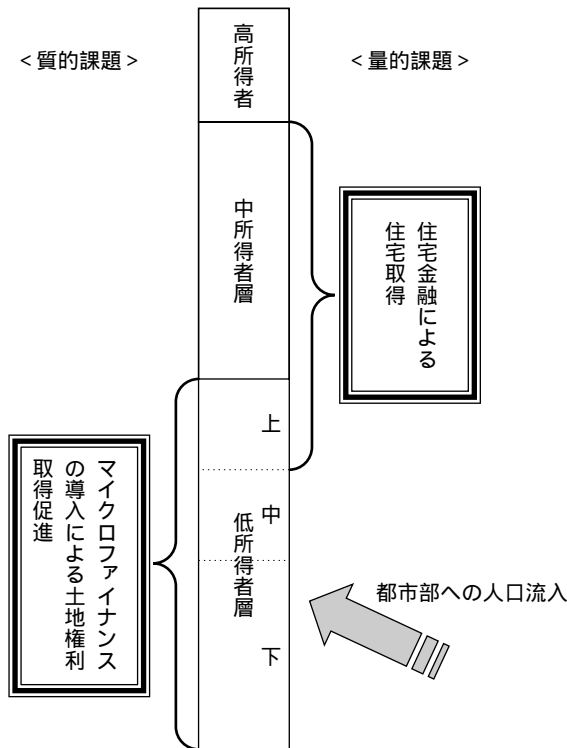 <質的課題>
高所得者
<量的課題>
中所得者層
住宅金融による
住宅取得
上
マイクロファイナンス
の導入による土地権利
取得促進
低所得者層
中
下
都市部への人口流入